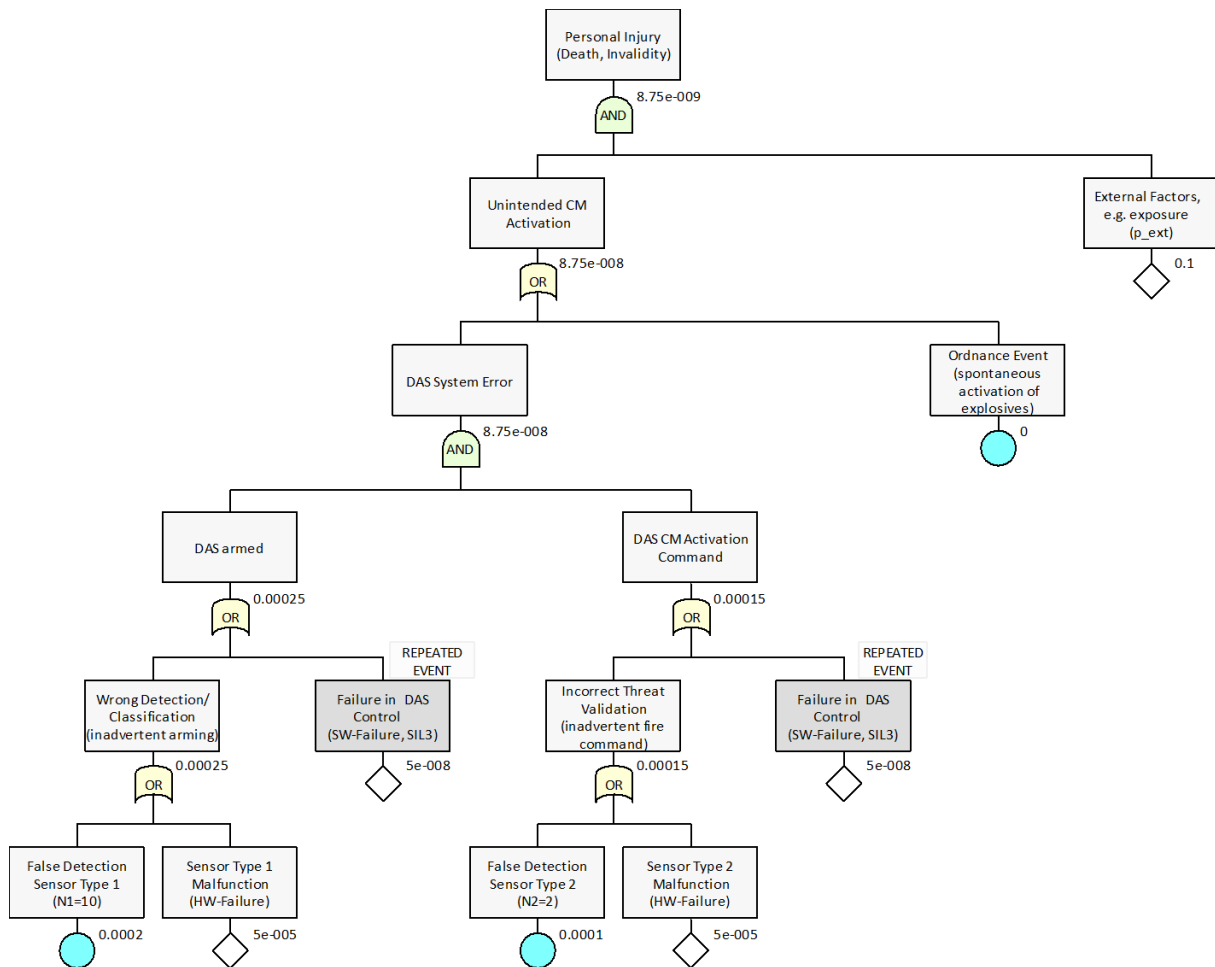 Personal Injury
(Death, Invalidity)
8.75e-009
AND
Unintended CM
Activation
External Factors,
e.g. exposure
(p_ext)
8.75e-008
0.1
OR
DAS System Error
Ordnance Event
(spontaneous
activation of
explosives)
8.75e-008
0
AND
DAS armed
DAS CM Activation
Command
0.00025
0.00015
OR
OR
REPEATED
EVENT
REPEATED
EVENT
Wrong Detection/
Classification
(inadvertent arming)
Failure in DAS
Control
(SW-Failure, SIL3)
Incorrect Threat
Validation
(inadvertent fire
command)
Failure in DAS
Control
(SW-Failure, SIL3)
0.00025
5e-008
0.00015
5e-008
OR
OR
False Detection
Sensor Type 1
(N1=10)
Sensor Type 1
Malfunction
(HW-Failure)
False Detection
Sensor Type 2
(N2=2)
Sensor Type 2
Malfunction
(HW-Failure)
0.0002
5e-005
0.0001
5e-005